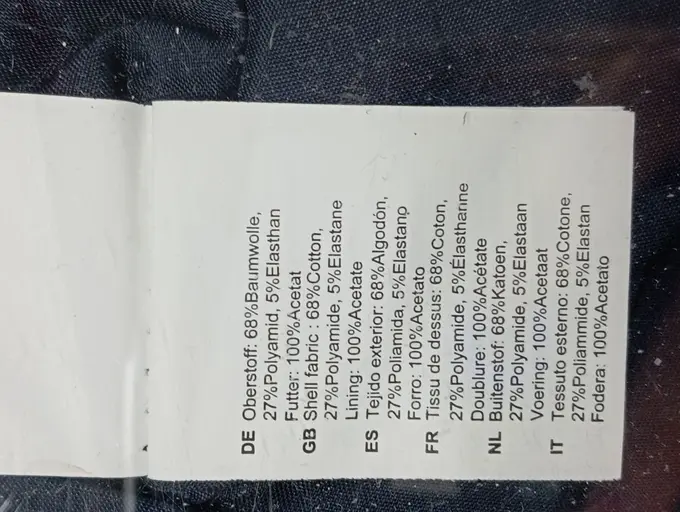 DE Oberstoff: 68%Baumwolle,
27%Polyamid, 5%Elasthan
Futter: 100%Acetat
GB Shell fabric : 68%Cotton,
27%Polyamide, 5%Elastane
Lining: 100%Acetate
ES Tejido exterior: 68%Algodón,
27%Poliamida, 5%Elastano
Forro: 100%Acetato
FR Tissu de dessus: 68%Coton,
27%Polyamide, 5%Élasthanne
Doublure: 100%Acétate
NL Buitenstof: 68%Katoen,
27%Polyamide, 5%Elastaan
Voering: 100%Acetaat
IT Tessuto esterno: 68%Cotone,
27%Poliammide, 5%Elastan
Fodera: 100%Acetato